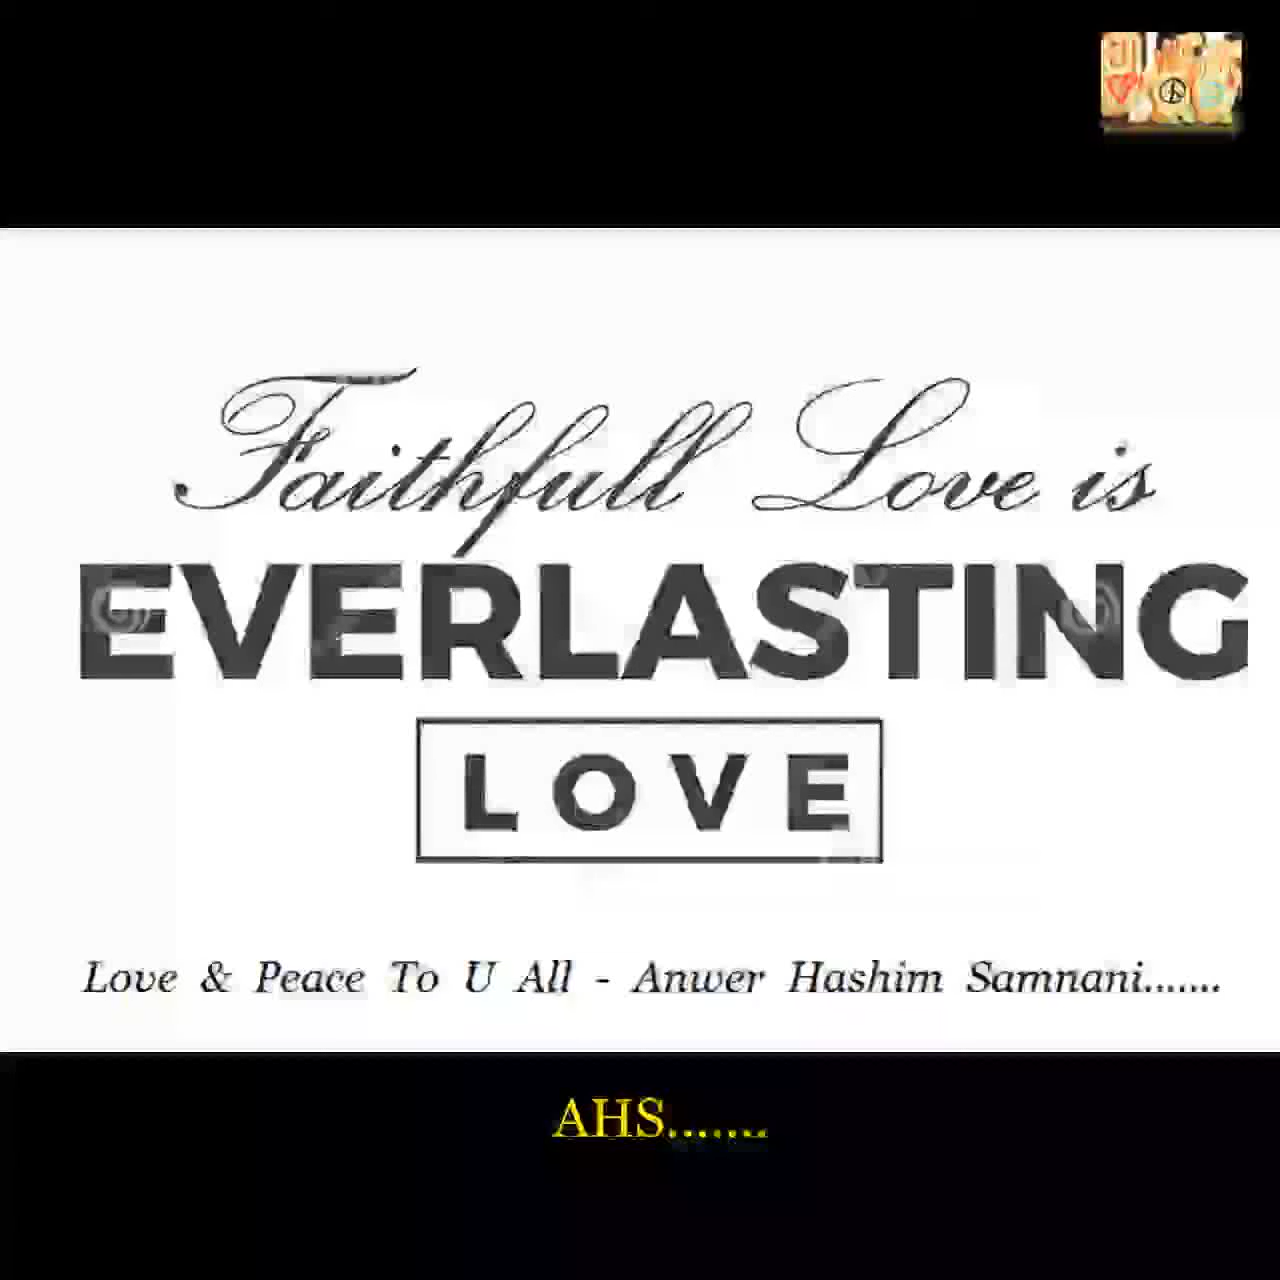 Faithfull Love is
EVERLASTING
LOVE
Love & Peace To U All - Anwer Hashim Samnani.......
AHS.......